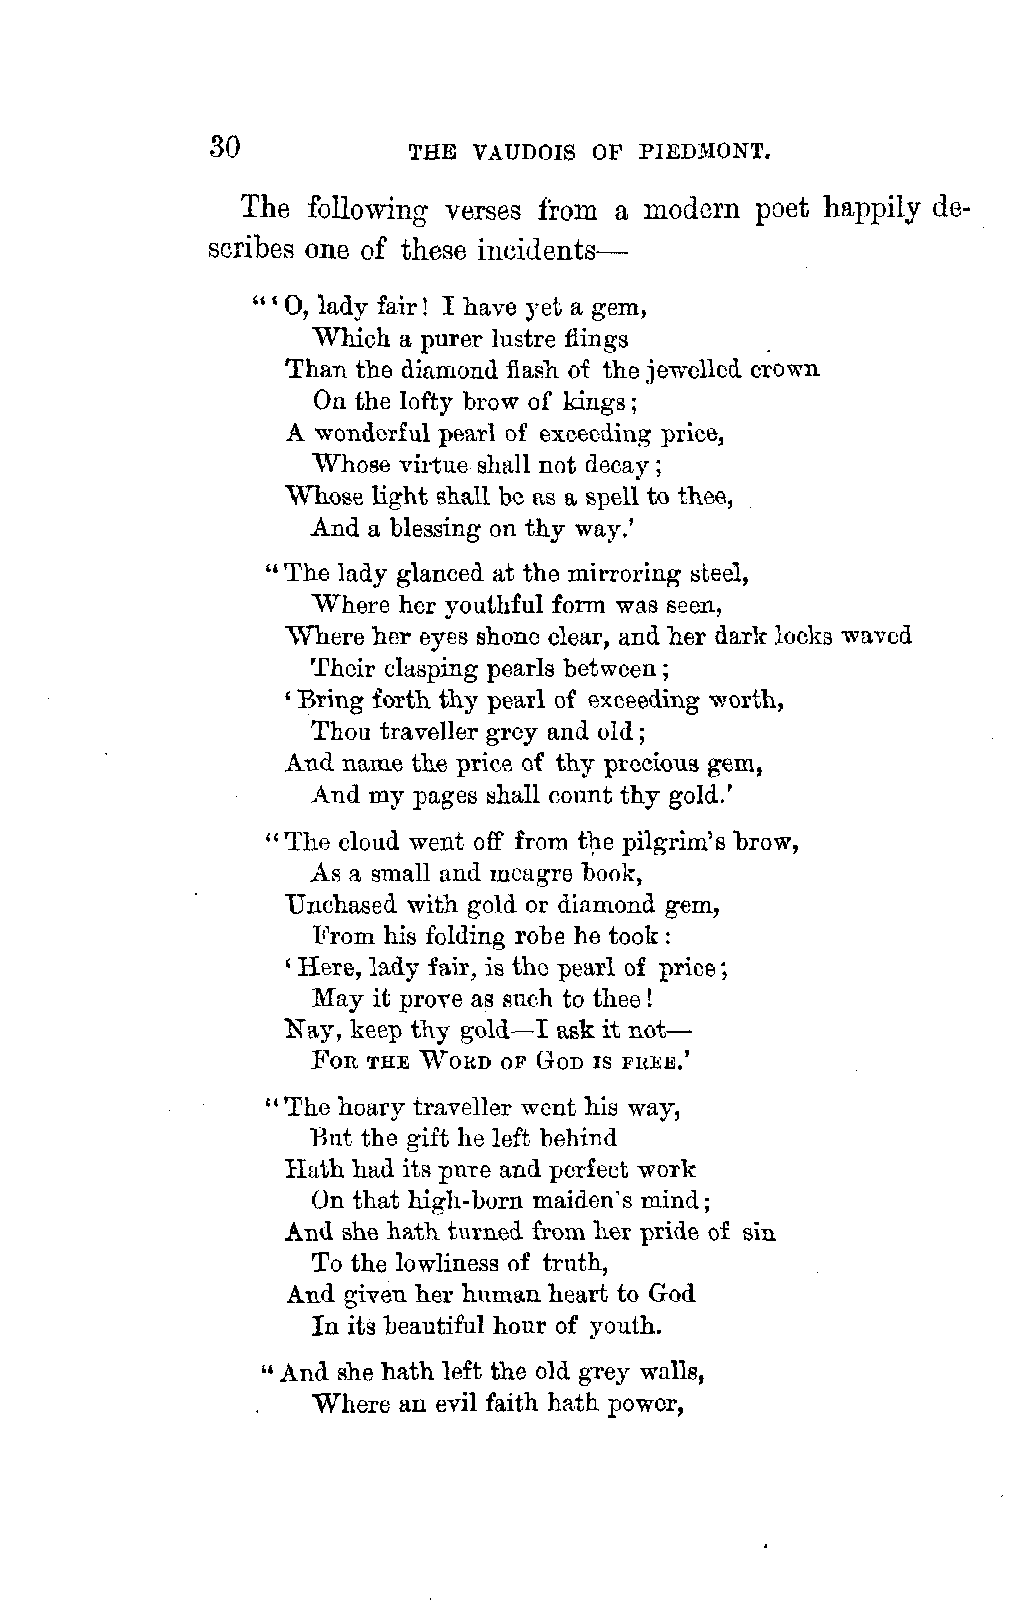 30 THE VAUDOIS OF PIEDMONT.
The following verses from a modern poet happily de-
scribes one of these incidents—
"'O, lady fair! I have yet a gem,
Which a purer lustre flings
Than the diamond flash of the jewelled crown
On the lofty brow of kings;
A wonderful pearl of exceeding price,
Whose virtue shall not decay;
Whose light shall be as a spell to thee,
And a blessing on thy way.'
"The lady glanced at the mirroring steel,
Where her youthful form was seen,
Where her eyes shone clear, and her dark locks waved
Their clasping pearls between;
'Bring forth thy pearl of exceeding worth,
Thou traveller grey and old;
And name the price of thy precious gem,
And my pages shall count thy gold.'
"The cloud went off from the pilgrim's brow,
As a small and meagre book,
Unchased with gold or diamond gem,
From his folding robe he took:
'Here, lady fair, is the pearl of price;
May it prove as such to thee!
Nay, keep thy gold—I ask it not—
FOR THE WORD OF GOD IS FREE.'
"The hoary traveller went his way,
But the gift he left behind
Hath had its pure and perfect work
On that high-born maiden's mind;
And she hath turned from her pride of sin
To the lowliness of truth,
And given her human heart to God
In its beautiful hour of youth.
"And she hath left the old grey walls,
Where an evil faith hath power,